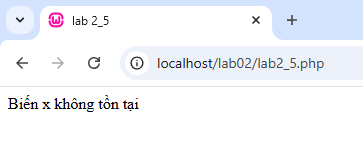 lab 2_5
localhost/lab02/lab2_5.php
Biến x không tồn tại